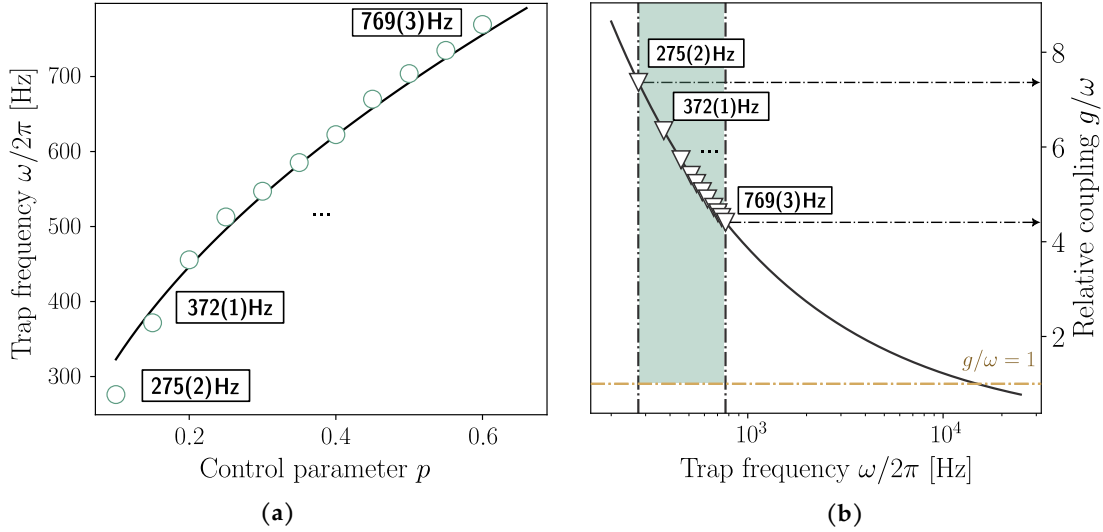 769(3)Hz
700
600
500
400
300
...
372(1)Hz
275(2)Hz
0.2
0.4
0.6
Trap frequency ω/2π [Hz]
Control parameter p
(a)
275(2)Hz
372(1)Hz
...
769(3)Hz
8
6
4
2
g/ω = 1
10³
10⁴
Relative coupling g/ω
Trap frequency ω/2π [Hz]
(b)